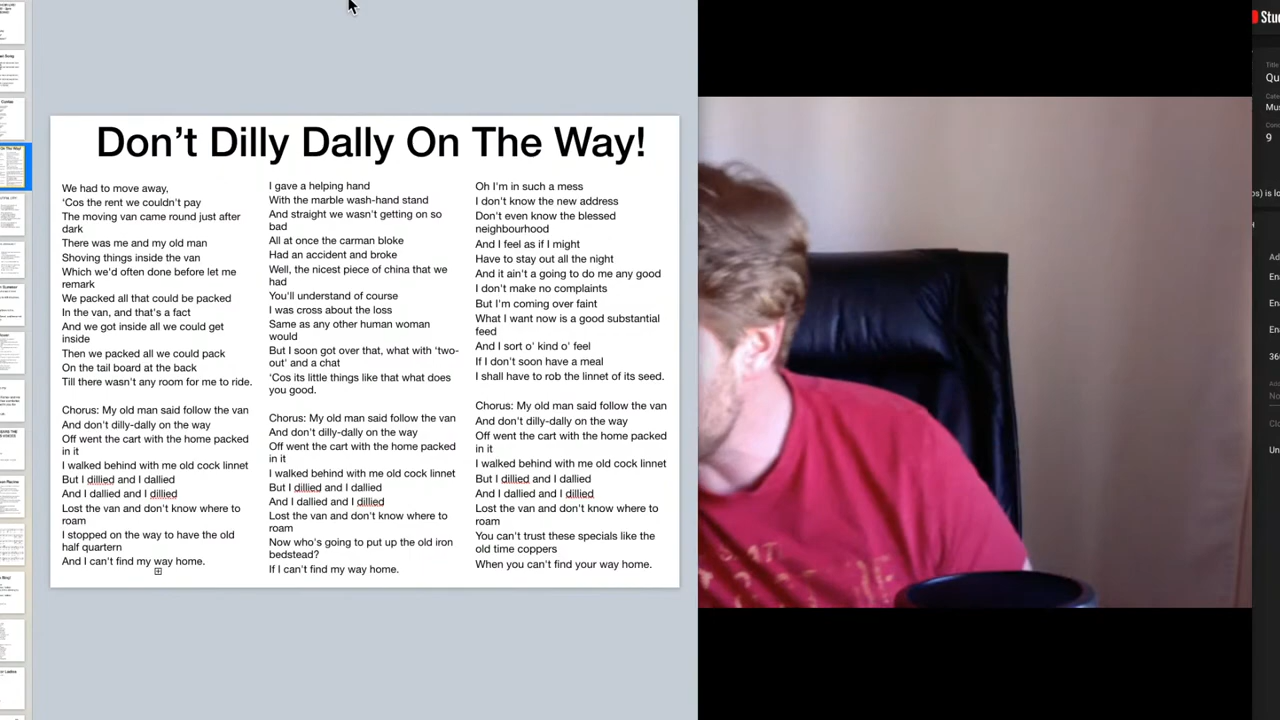 Don’t Dilly Dally On The Way!
We had to move away,
‘Cos the rent we couldn't pay
The moving van came round just after
dark
There was me and my old man
Shoving things inside the van
Which we'd often done before let me
remark
We packed all that could be packed
In the van, and that's a fact
And we got inside all we could get
inside
Then we packed all we could pack
On the tail board at the back
Till there wasn't any room for me to ride.
Chorus: My old man said follow the van
And don't dilly-dally on the way
Off went the cart with the home packed
in it
I walked behind with me old cock linnet
But I dillied and I dallied
And I dallied and I dillied
Lost the van and don't know where to
roam
I stopped on the way to have the old
half quartern
And I can't find my way home.
I gave a helping hand
With the marble wash-hand stand
And straight we wasn't getting on so
bad
All at once the carman bloke
Had an accident and broke
Well, the nicest piece of china that we
had
You'll understand of course
I was cross about the loss
Same as any other human woman
would
But I soon got over that, what with 'two-
out' and a chat
‘Cos its little things like that what does
you good.
Chorus: My old man said follow the van
And don't dilly-dally on the way
Off went the cart with the home packed
in it
I walked behind with me old cock linnet
But I dillied and I dallied
And I dallied and I dillied
Lost the van and don't know where to
roam
Now who's going to put up the old iron
bedstead?
If I can't find my way home.
Oh I'm in such a mess
I don't know the new address
Don't even know the blessed
neighbourhood
And I feel as if I might
Have to stay out all the night
And it ain't a going to do me any good
I don't make no complaints
But I'm coming over faint
What I want now is a good substantial
feed
And I sort o' kind o' feel
If I don't soon have a meal
I shall have to rob the linnet of its seed.
Chorus: My old man said follow the van
And don't dilly-dally on the way
Off went the cart with the home packed
in it
I walked behind with me old cock linnet
But I dillied and I dallied
And I dallied and I dillied
Lost the van and don't know where to
roam
You can't trust these specials like the
old time coppers
When you can't find your way home.
Stu
Title
Qu
Cate
Mus
9